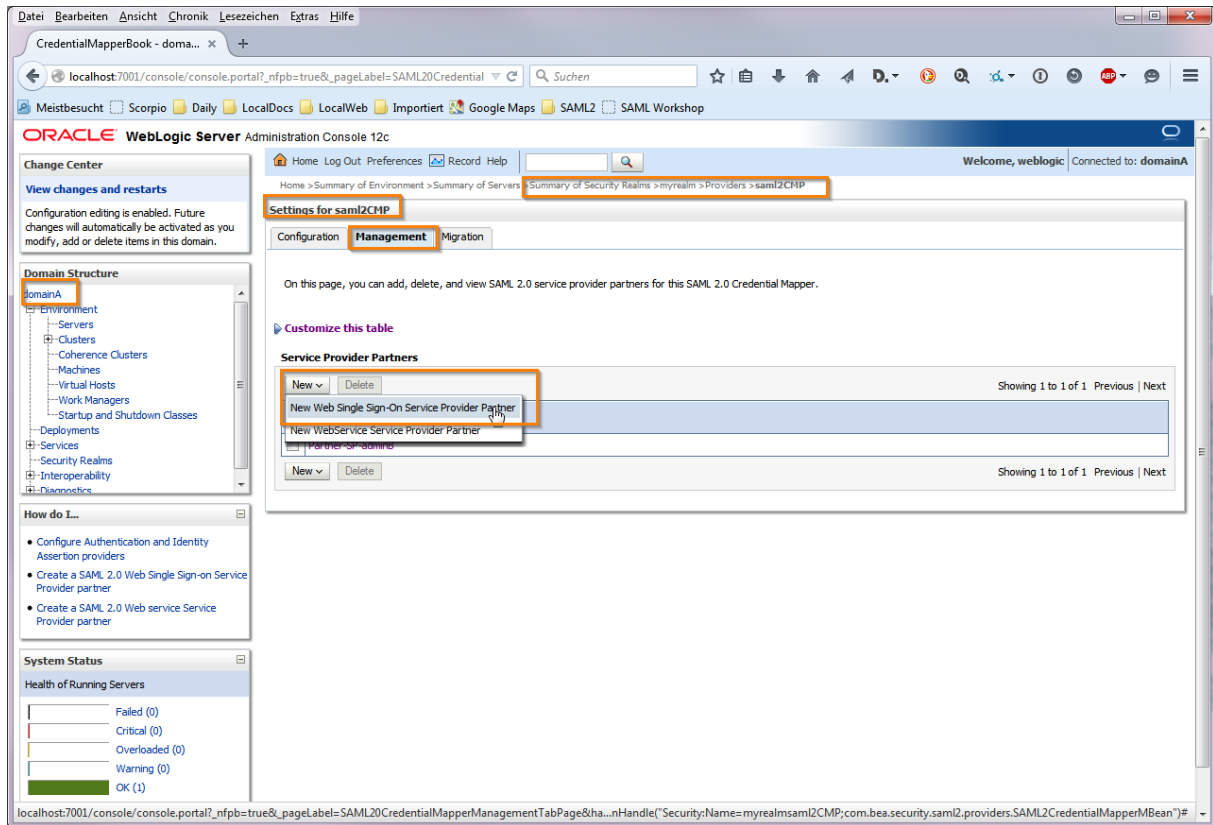 Datei Bearbeiten Ansicht Chronik Lesezeichen Extras Hilfe
CredentialMapperBook - doma... × +
localhost:7001/console/console.portal?_nfpb=true&_pageLabel=SAML20Credential Suchen
Meistbesucht Scorpio Daily LocalDocs LocalWeb Importiert Google Maps SAML2 SAML Workshop
ORACLE WebLogic Server Administration Console 12c
Change Center
View changes and restarts
Configuration editing is enabled. Future
changes will automatically be activated as you
modify, add or delete items in this domain.
Domain Structure
domainA
Environment
Servers
Clusters
Coherence Clusters
Machines
Virtual Hosts
Work Managers
Startup and Shutdown Classes
Deployments
Services
Security Realms
Interoperability
Diagnostics
How do I...
Configure Authentication and Identity
Assertion providers
Create a SAML 2.0 Web Single Sign-on Service
Provider partner
Create a SAML 2.0 Web service Service
Provider partner
System Status
Health of Running Servers
Failed (0)
Critical (0)
Overloaded (0)
Warning (0)
OK (1)
Home Log Out Preferences Record Help
Welcome, weblogic Connected to: domainA
Home >Summary of Environment >Summary of Servers >Summary of Security Realms >myrealm >Providers >saml2CMP
Settings for saml2CMP
Configuration Management Migration
On this page, you can add, delete, and view SAML 2.0 service provider partners for this SAML 2.0 Credential Mapper.
Customize this table
Service Provider Partners
New Delete Showing 1 to 1 of 1 Previous | Next
New Web Single Sign-On Service Provider Partner
New WebService Service Provider Partner
Partner-SP-adminB
New Delete Showing 1 to 1 of 1 Previous | Next
localhost:7001/console/console.portal?_nfpb=true&_pageLabel=SAML20CredentialMapperManagementTabPage&ha...nHandle("Security:Name=myrealmsaml2CMP;com.bea.security.saml2.providers.SAML2CredentialMapperMBean")#